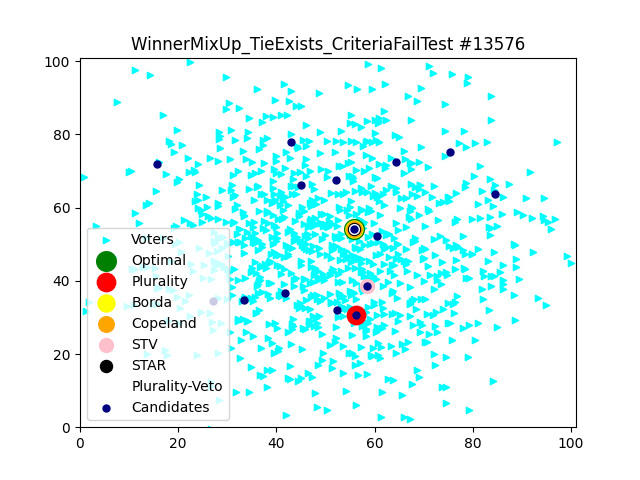 WinnerMixUp_TieExists_CriteriaFailTest #13576
100
80
60
40
20
0
Voters
Optimal
Plurality
Borda
Copeland
STV
STAR
Plurality-Veto
Candidates
0 20 40 60 80 100